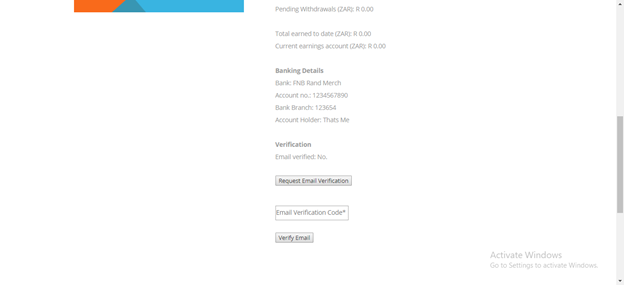 Pending Withdrawals (ZAR): R 0.00
Total earned to date (ZAR): R 0.00
Current earnings account (ZAR): R 0.00
Banking Details
Bank: FNB Rand Merch
Account no.: 1234567890
Bank Branch: 123654
Account Holder: Thats Me
Verification
Email verified: No.
Request Email Verification
Email Verification Code*
Verify Email
Activate Windows
Go to Settings to activate Windows.